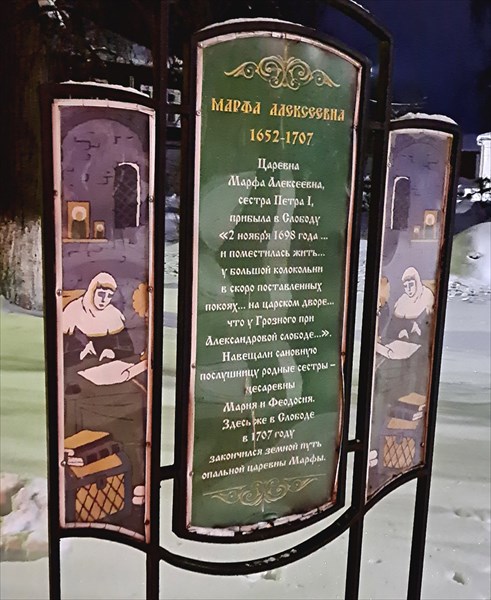 МАРФА АЛЕКСЕЕВНА
1652-1707
Царевна
Марфа Алексеевна,
сестра Петра I,
прибыла в Слободу
«2 ноября 1698 года ...
и поместилась жить...
у большой колокольни
в скоро поставленных
покоях... на царском дворе...
что у Грозного при
Александровой слободе...».
Навещали сановную
послушницу родные сестры –
цесаревны
Мария и Феодосия.
Здесь же в Слободе
в 1707 году
закончился земной путь
опальной царевны Марфы.